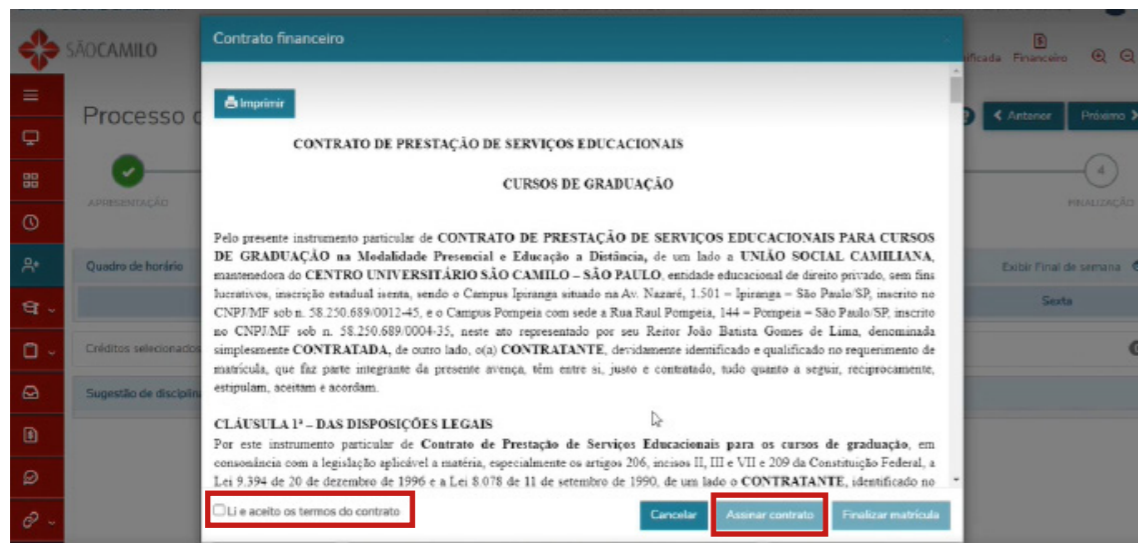 SÃOCAMILO
Contrato financeiro
Financeiro
Imprimir
Processo
Anterior
Próximo
CONTRATO DE PRESTAÇÃO DE SERVIÇOS EDUCACIONAIS
CURSOS DE GRADUAÇÃO
4
APRESENTAÇÃO
FINALIZAÇÃO
Pelo presente instrumento particular de CONTRATO DE PRESTAÇÃO DE SERVIÇOS EDUCACIONAIS PARA CURSOS
DE GRADUAÇÃO na Modalidade Presencial e Educação a Distância, de um lado a UNIÃO SOCIAL CAMILIANA,
mantenedora do CENTRO UNIVERSITÁRIO SÃO CAMILO – SÃO PAULO, entidade educacional de direito privado, sem fins
lucrativos, inscrição estadual isenta, sendo o Campus Ipiranga situado na Av. Nazaré, 1.501 – Ipiranga – São Paulo/SP, inscrito no
CNPJ/MF sob n. 58.250.689/0012-45, e o Campus Pompeia com sede a Rua Raul Pompeia, 144 – Pompeia – São Paulo/SP, inscrito
no CNPJ/MF sob n. 58.250.689/0004-35, neste ato representado por seu Reitor João Batista Gomes de Lima, denominada
simplesmente CONTRATADA, de outro lado, o(a) CONTRATANTE, devidamente identificado e qualificado no requerimento de
matrícula, que faz parte integrante da presente avença, têm entre si, justo e contratado, tudo quanto a seguir, reciprocamente,
estipulam, aceitam e acordam.
Quadro de horário
Exibir Final de semana
Sexta
Créditos selecionados
Sugestão de disciplin
CLÁUSULA 1ª – DAS DISPOSIÇÕES LEGAIS
Por este instrumento particular de Contrato de Prestação de Serviços Educacionais para os cursos de graduação, em
consonância com a legislação aplicável a matéria, especialmente os artigos 206, incisos II, III e VII e 209 da Constituição Federal, a
Lei 9.394 de 20 de dezembro de 1996 e a Lei 8.078 de 11 de setembro de 1990, de um lado o CONTRATANTE, identificado no
Li e aceito os termos do contrato
Cancelar
Assinar contrato
Finalizar matrícula